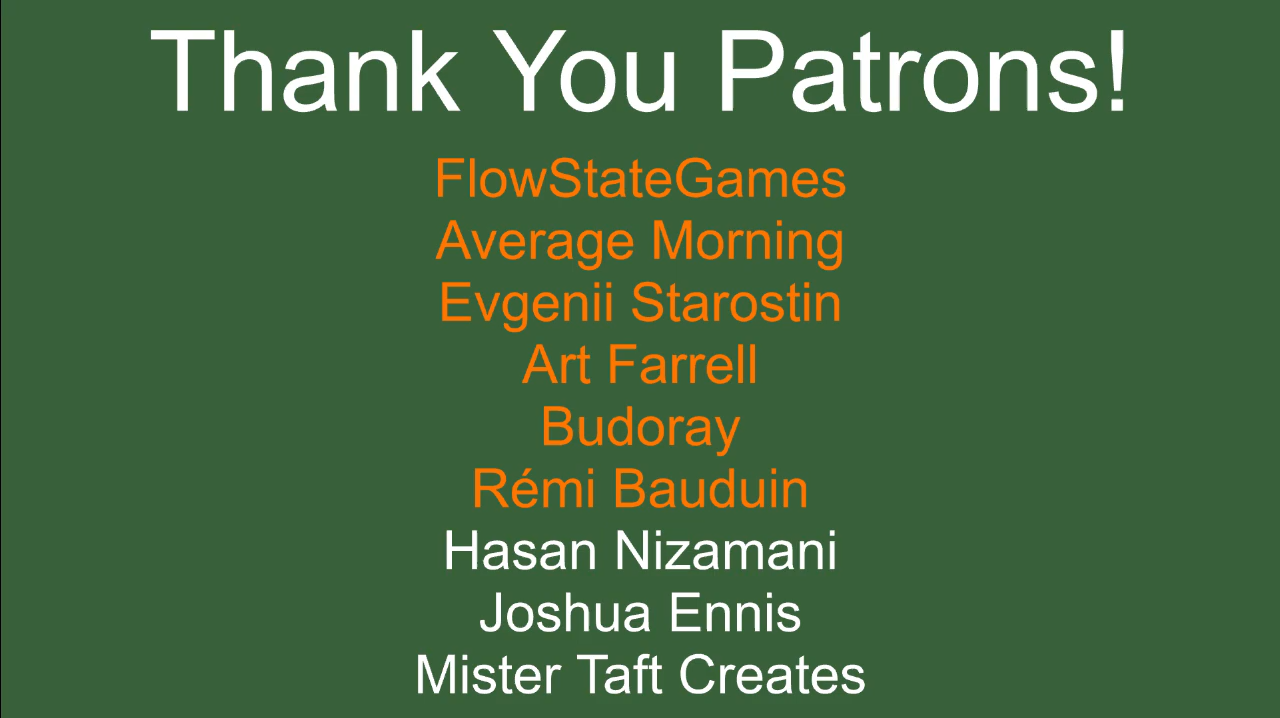 Thank You Patrons!
FlowStateGames
Average Morning
Evgenii Starostin
Art Farrell
Budoray
Rémi Bauduin
Hasan Nizamani
Joshua Ennis
Mister Taft Creates